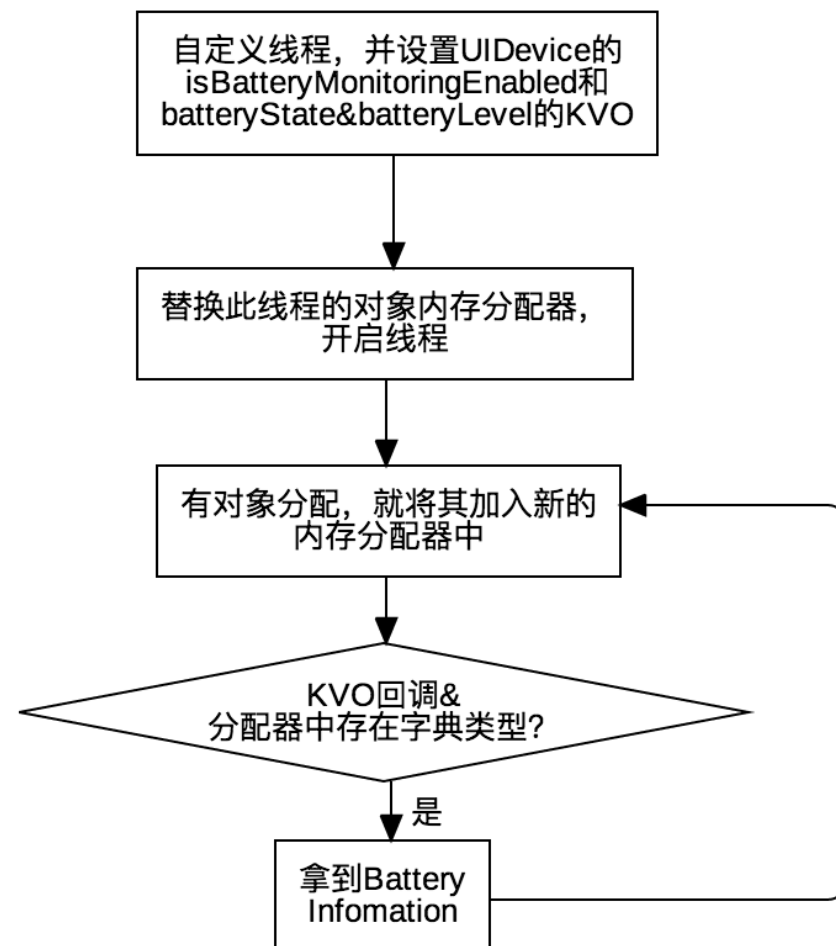 自定义线程，并设置UIDevice的
isBatteryMonitoringEnabled和
batteryState&batteryLevel的KVO
替换此线程的对象内存分配器，
开启线程
有对象分配，就将其加入新的
内存分配器中
KVO回调&
分配器中存在字典类型？
是
拿到Battery
Infomation